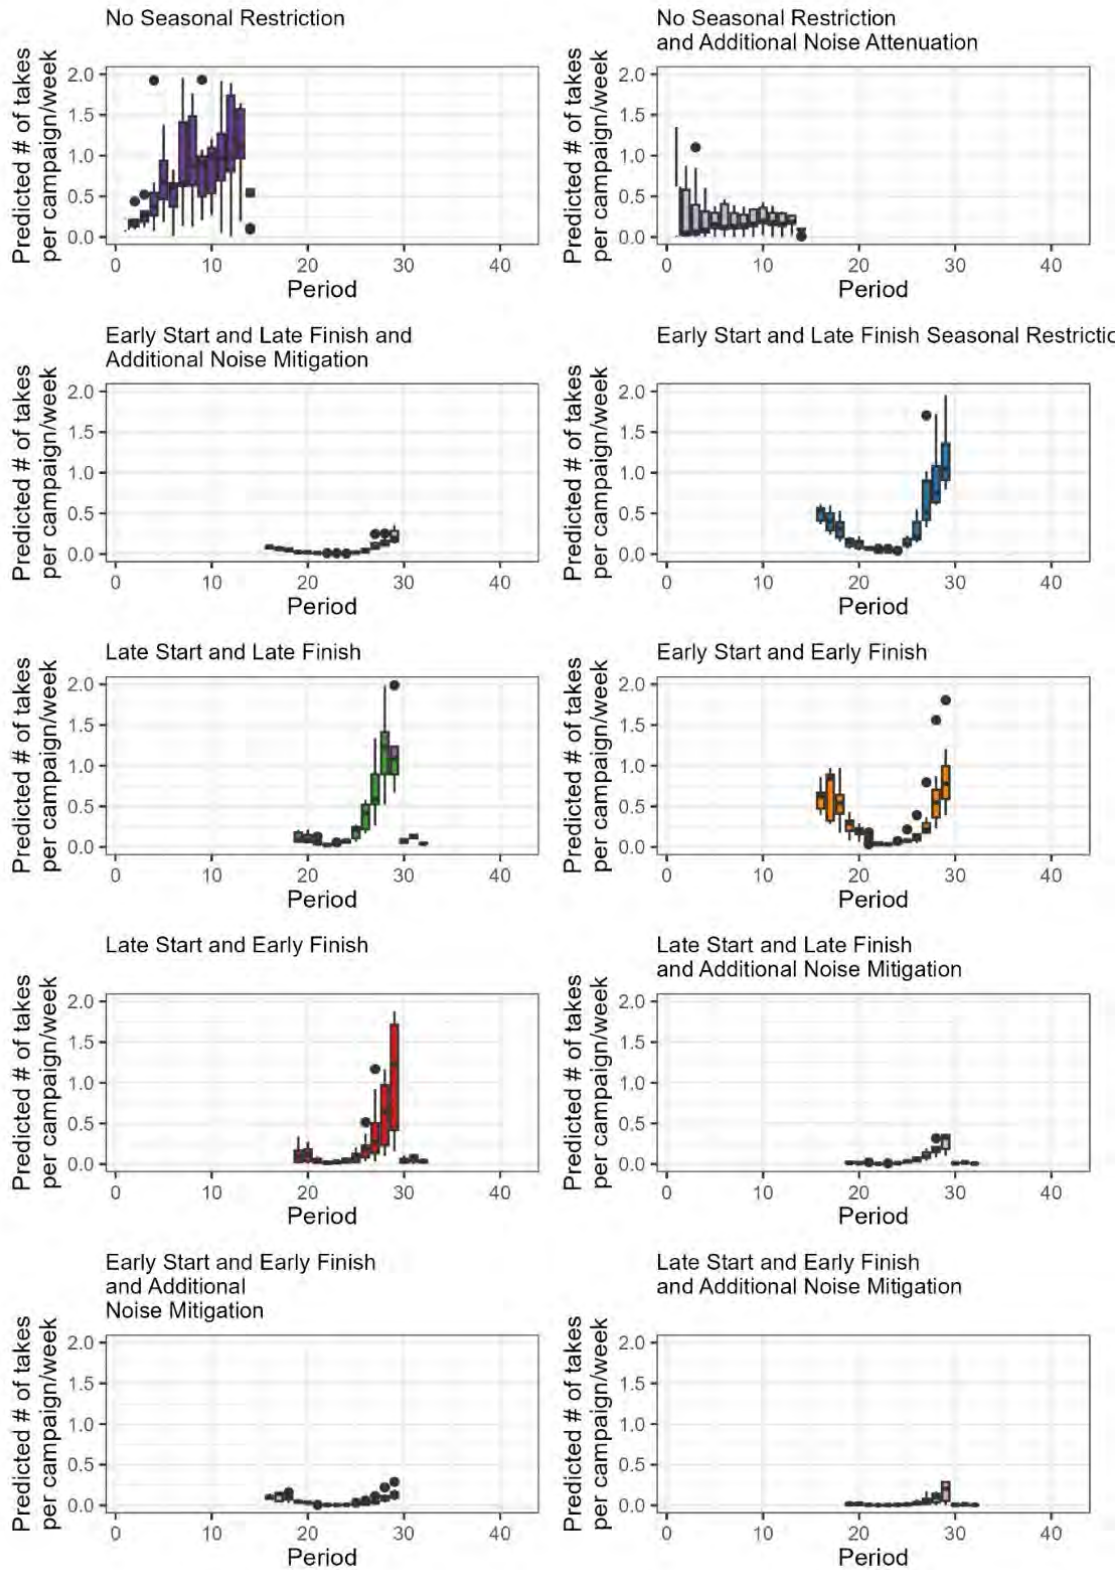 No Seasonal Restriction
Predicted # of takes
per campaign/week
2.0
1.5
1.0
0.5
0.0
0 10 20 30 40
Period
No Seasonal Restriction
and Additional Noise Attenuation
Predicted # of takes
per campaign/week
2.0
1.5
1.0
0.5
0.0
0 10 20 30 40
Period
Early Start and Late Finish and
Additional Noise Mitigation
Predicted # of takes
per campaign/week
2.0
1.5
1.0
0.5
0.0
0 10 20 30 40
Period
Early Start and Late Finish Seasonal Restrictio
Predicted # of takes
per campaign/week
2.0
1.5
1.0
0.5
0.0
0 10 20 30 40
Period
Late Start and Late Finish
Predicted # of takes
per campaign/week
2.0
1.5
1.0
0.5
0.0
0 10 20 30 40
Period
Early Start and Early Finish
Predicted # of takes
per campaign/week
2.0
1.5
1.0
0.5
0.0
0 10 20 30 40
Period
Late Start and Early Finish
Predicted # of takes
per campaign/week
2.0
1.5
1.0
0.5
0.0
0 10 20 30 40
Period
Late Start and Late Finish
and Additional Noise Mitigation
Predicted # of takes
per campaign/week
2.0
1.5
1.0
0.5
0.0
0 10 20 30 40
Period
Early Start and Early Finish
and Additional
Noise Mitigation
Predicted # of takes
per campaign/week
2.0
1.5
1.0
0.5
0.0
0 10 20 30 40
Period
Late Start and Early Finish
and Additional Noise Mitigation
Predicted # of takes
per campaign/week
2.0
1.5
1.0
0.5
0.0
0 10 20 30 40
Period